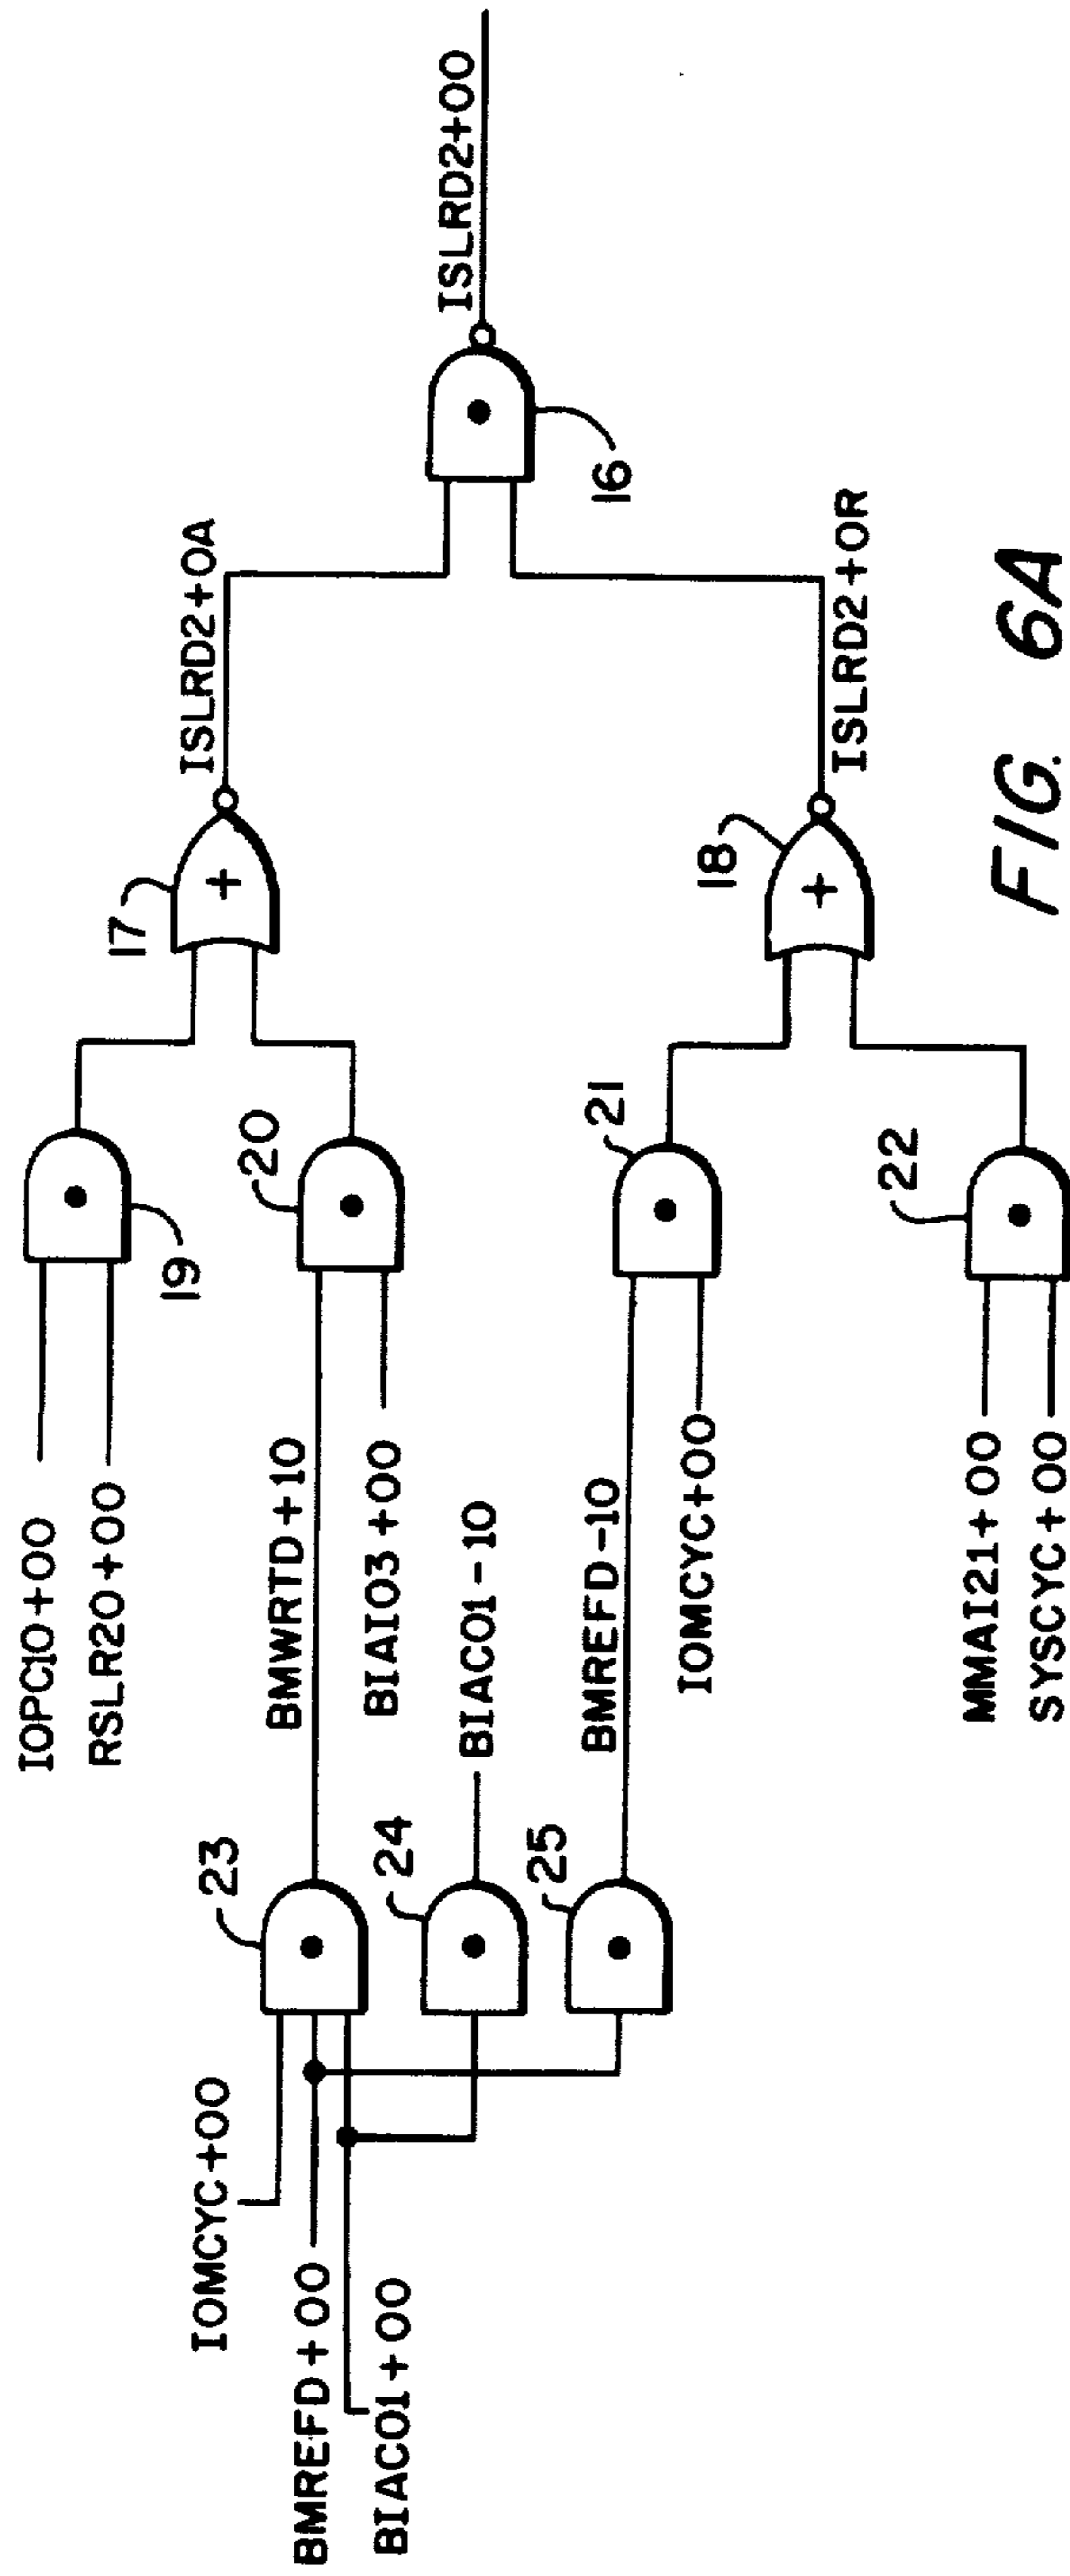 IOPC10+00
RSLR20+00
19
17
ISLRD2+0A
IOMCYC+00
BMREFD+00
BIAC01+00
23
BMWRTD+10
20
BIAI03+00
24
BIAC01-10
16
ISLRD2+00
25
BMREFD-10
21
IOMCYC+00
18
ISLRD2+0R
22
MMAI21+00
SYSCYC+00
FIG. 6A